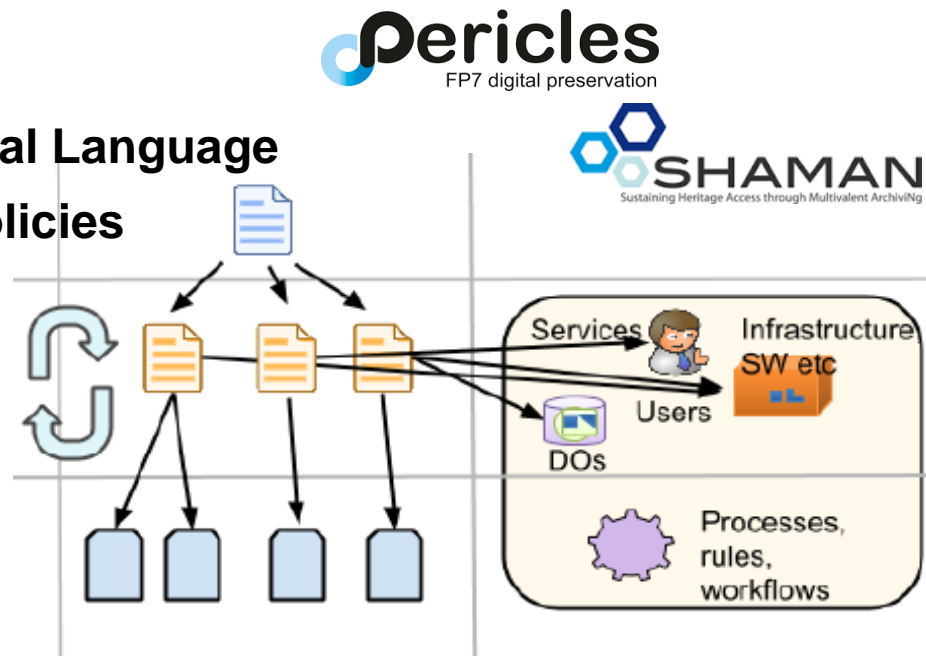 pericles
FP7 digital preservation
al Language
SHAMAN
Sustaining Heritage Access through Multivalent ArchiviNg
olicies
Services
Infrastructure
SW etc
Users
DOs
Processes,
rules,
workflows